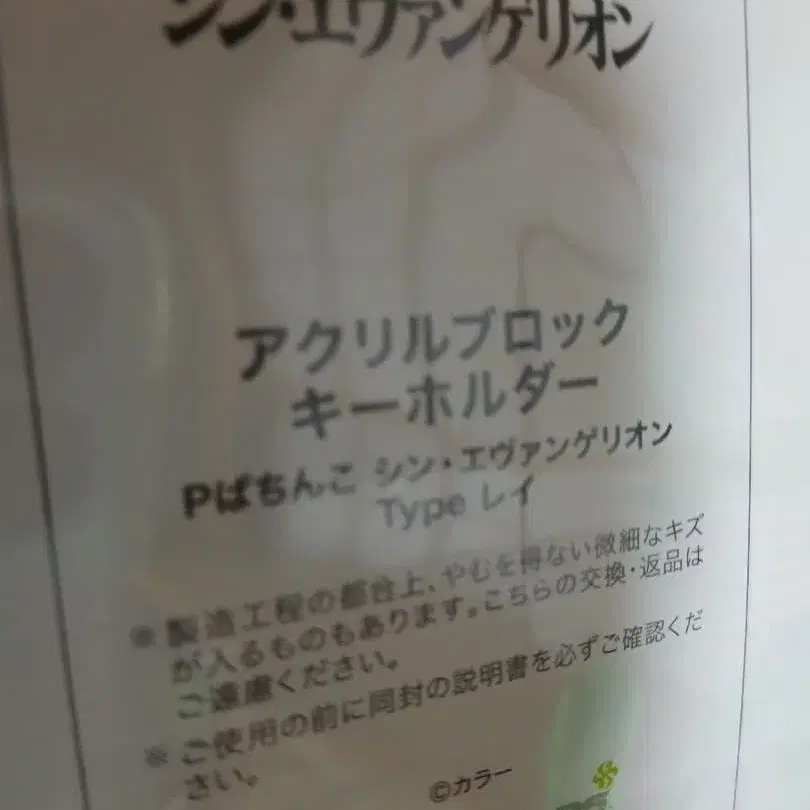 シン・エヴァンゲリオン
アクリルブロック
キーホルダー
Pぱちんこ シン・エヴァンゲリオン
Type レイ
※ 製造工程の都合上、やむを得ない微細なキズ
が入るものもあります。こちらの交換・返品は
ご遠慮ください。
※ ご使用の前に同封の説明書を必ずご確認くだ
さい。
©カラー